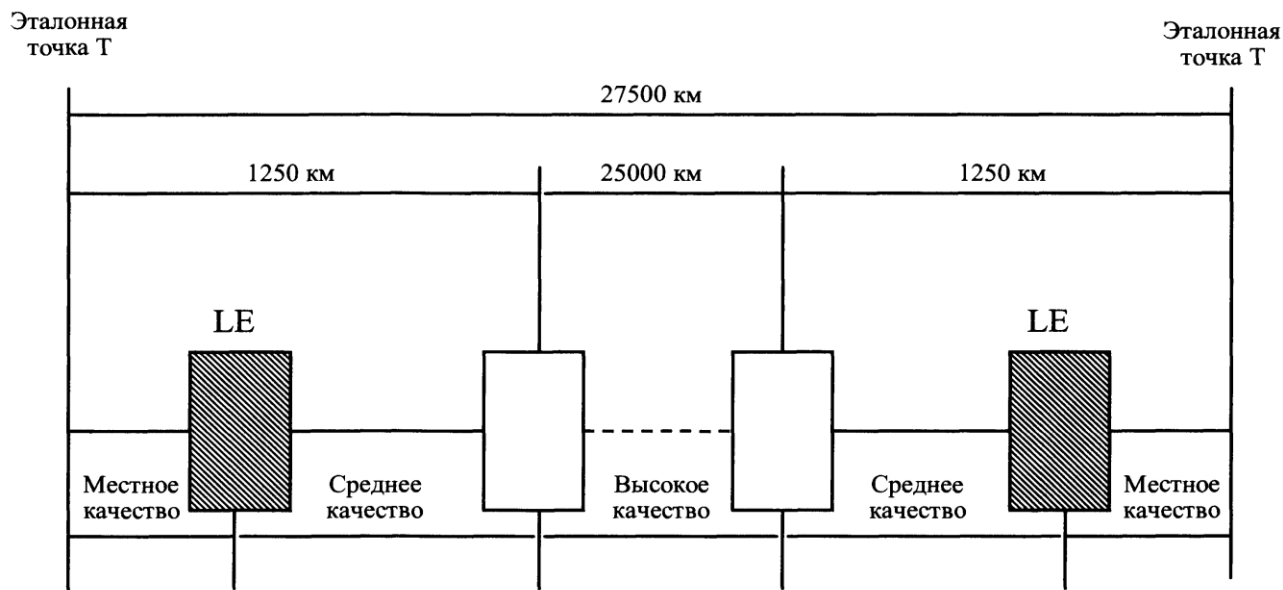 Эталонная
точка Т
Эталонная
точка Т
27500 км
1250 км
25000 км
1250 км
LE
LE
Местное
качество
Среднее
качество
Высокое
качество
Среднее
качество
Местное
качество